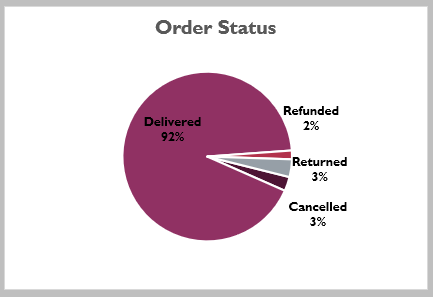 Order Status
Delivered
92%
Refunded
2%
Returned
3%
Cancelled
3%